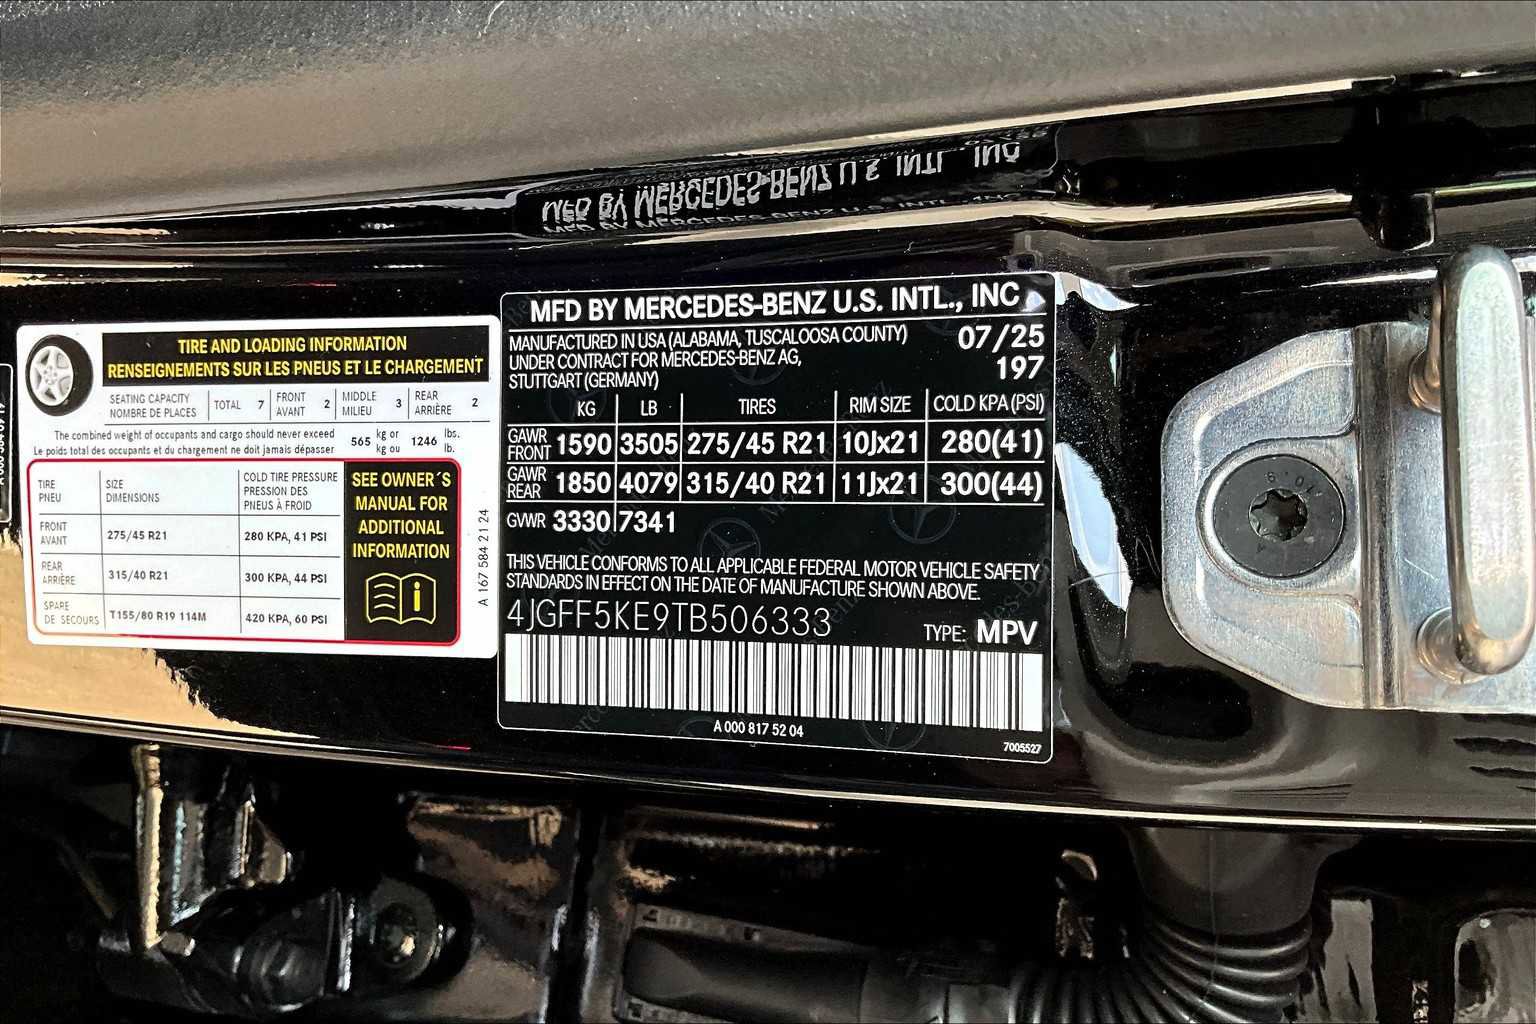 TIRE AND LOADING INFORMATION
RENSEIGNEMENTS SUR LES PNEUS ET LE CHARGEMENT
SEATING CAPACITY
NOMBRE DE PLACES
TOTAL 7
FRONT
AVANT 2
MIDDLE
MILIEU 3
REAR
ARRIÈRE 2
The combined weight of occupants and cargo should never exceed 565 kg or 1246 lbs.
Le poids total des occupants et du chargement ne doit jamais dépasser kg ou lb.
TIRE
PNEU
SIZE
DIMENSIONS
COLD TIRE PRESSURE
PRESSION DES
PNEUS À FROID
FRONT
AVANT
275/45 R21
280 KPA, 41 PSI
REAR
ARRIÈRE
315/40 R21
300 KPA, 44 PSI
SPARE
DE SECOURS
T155/80 R19 114M
420 KPA, 60 PSI
SEE OWNER´S
MANUAL FOR
ADDITIONAL
INFORMATION
A 167 584 21 24
MFD BY MERCEDES-BENZ U.S. INTL., INC
MANUFACTURED IN USA (ALABAMA, TUSCALOOSA COUNTY) 07/25
UNDER CONTRACT FOR MERCEDES-BENZ AG, 197
STUTTGART (GERMANY)
KG LB TIRES RIM SIZE COLD KPA (PSI)
GAWR
FRONT 1590 3505 275/45 R21 10Jx21 280(41)
GAWR
REAR 1850 4079 315/40 R21 11Jx21 300(44)
GVWR 3330 7341
THIS VEHICLE CONFORMS TO ALL APPLICABLE FEDERAL MOTOR VEHICLE SAFETY
STANDARDS IN EFFECT ON THE DATE OF MANUFACTURE SHOWN ABOVE.
4JGFF5KE9TB506333
TYPE: MPV
A 000 817 52 04
7005527